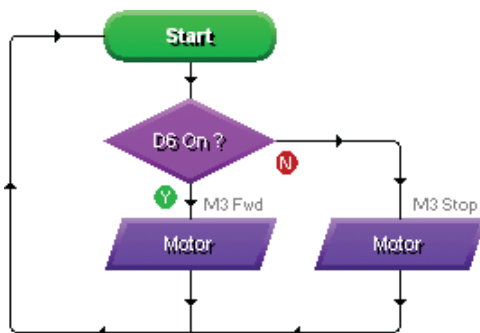 Start
D6 On ?
N
Y
M3 Fwd
M3 Stop
Motor
Motor